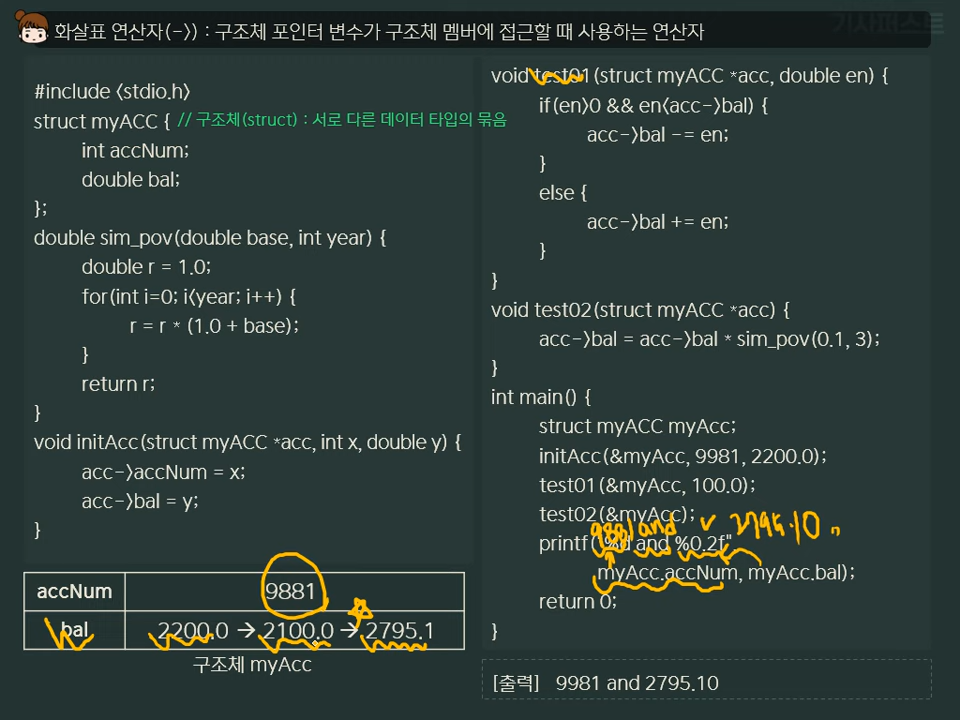 화살표 연산자(->) : 구조체 포인터 변수가 구조체 멤버에 접근할 때 사용하는 연산자
#include <stdio.h>
struct myACC { // 구조체(struct) : 서로 다른 데이터 타입의 묶음
int accNum;
double bal;
};
double sim_pov(double base, int year) {
double r = 1.0;
for(int i=0; i<year; i++) {
r = r * (1.0 + base);
}
return r;
}
void initAcc(struct myACC *acc, int x, double y) {
acc->accNum = x;
acc->bal = y;
}
accNum 9881
bal 2200.0 → 2100.0 → 2795.1
구조체 myAcc
void test01(struct myACC *acc, double en) {
if(en>0 && en<acc->bal) {
acc->bal -= en;
}
else {
acc->bal += en;
}
}
void test02(struct myACC *acc) {
acc->bal = acc->bal * sim_pov(0.1, 3);
}
int main() {
struct myACC myAcc;
initAcc(&myAcc, 9981, 2200.0);
test01(&myAcc, 100.0);
test02(&myAcc);
9881 and 2795.10
printf("%d and %0.2f",
myAcc.accNum, myAcc.bal);
return 0;
}
[출력] 9981 and 2795.10